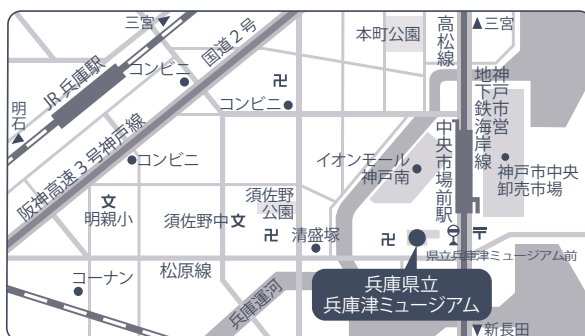 三宮
国道2号
本町公園
高松線
三宮
JR兵庫駅
コンビニ
コンビニ
明石
阪神高速3号神戸線
コンビニ
神戸市営
地下鉄海岸線
中央市場前駅
イオンモール
神戸南
神戸市中央
卸売市場
明親小
須佐野中
須佐野
公園
清盛塚
県立兵庫津ミュージアム前
コーナン
松原線
兵庫運河
兵庫県立
兵庫津ミュージアム
新長田